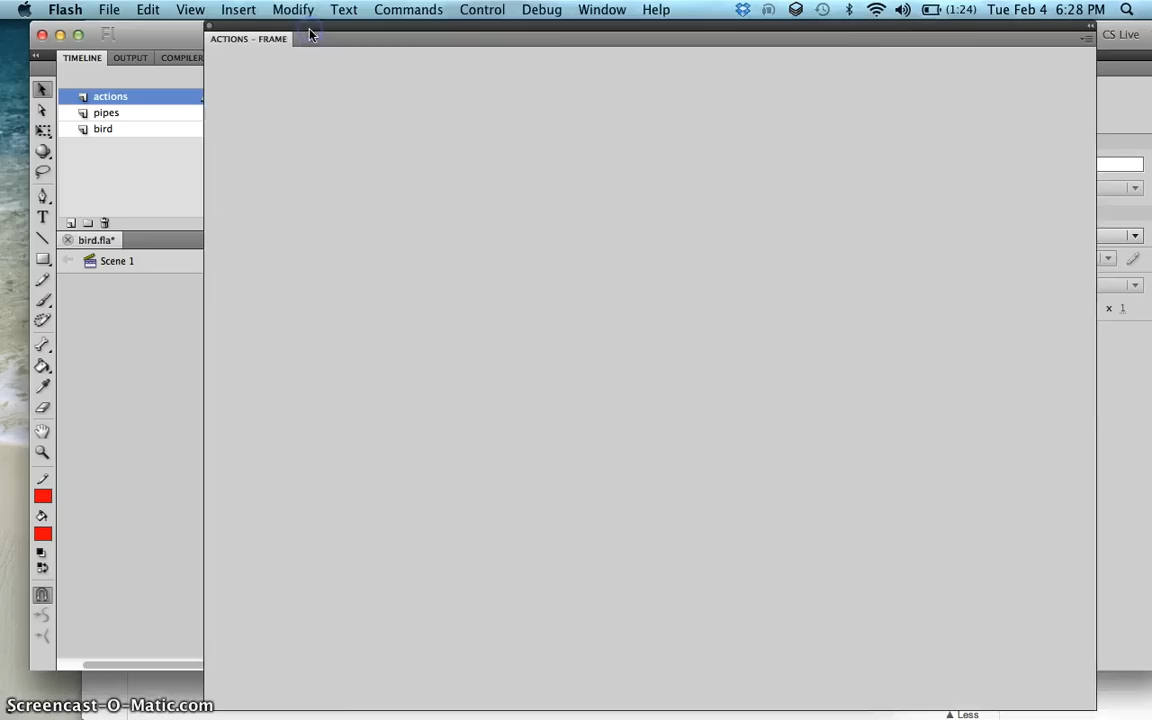 Flash File Edit View Insert Modify Text Commands Control Debug Window Help (1:24) Tue Feb 4 6:28 PM
Fl CS Live
ACTIONS - FRAME
TIMELINE OUTPUT COMPILER
actions
pipes
bird
bird.fla*
Scene 1
x 1
T
Screencast-O-Matic.com
Less